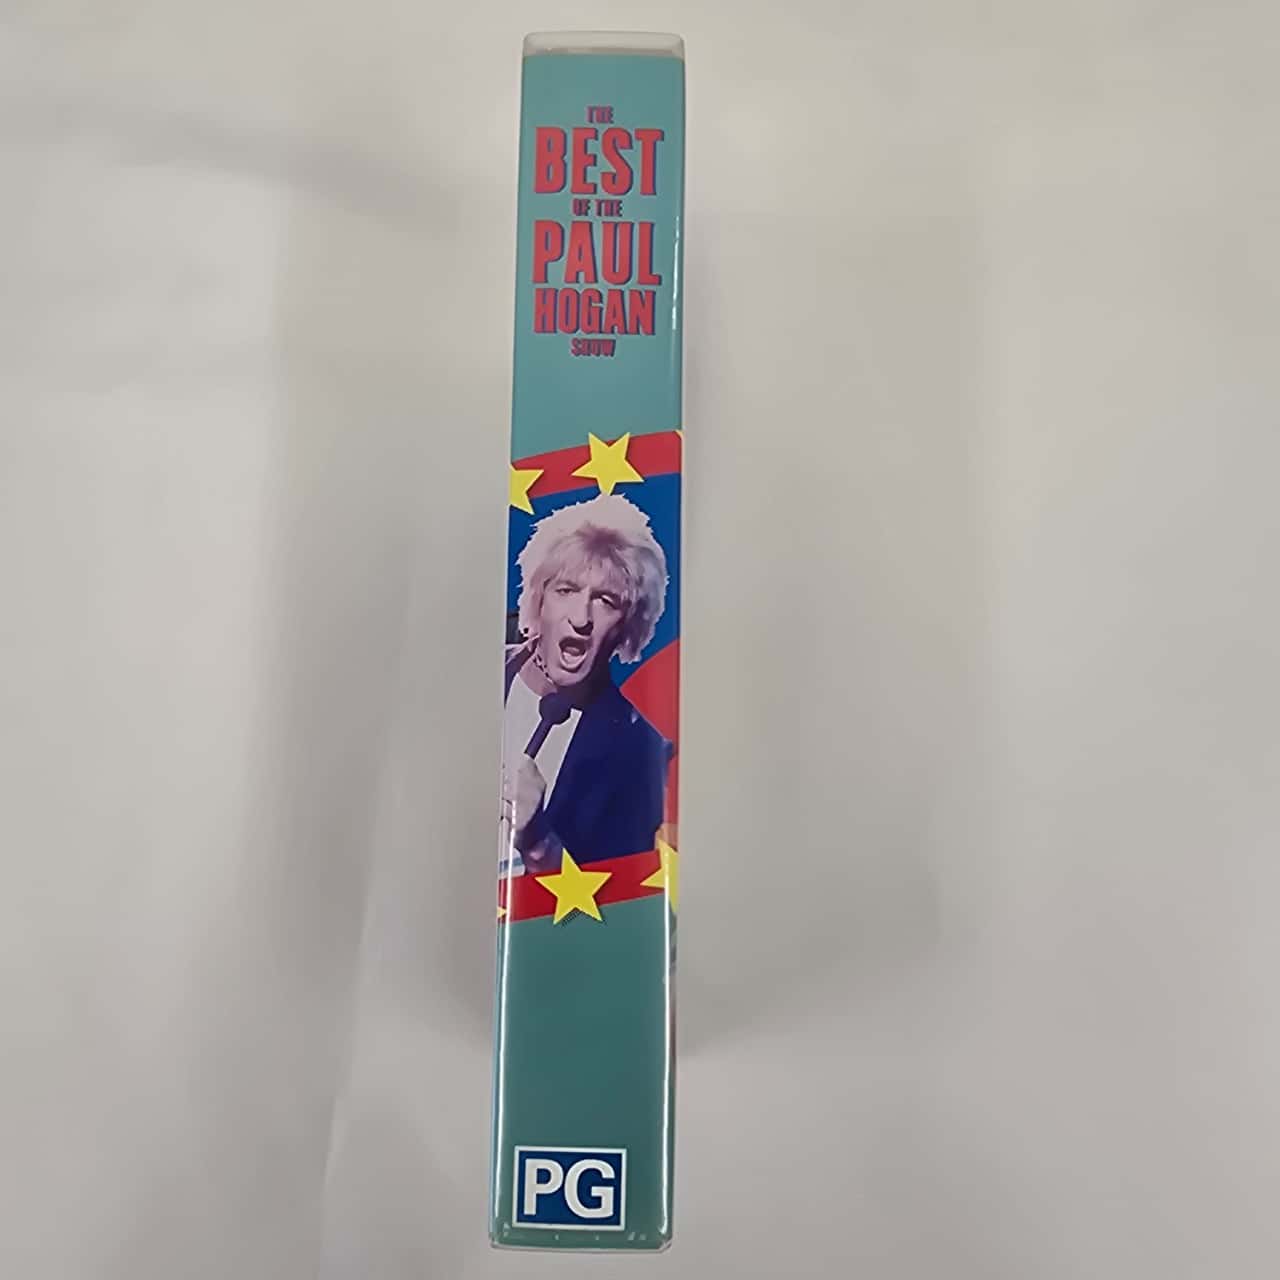 THE
BEST
OF THE
PAUL
HOGAN
SHOW
PG